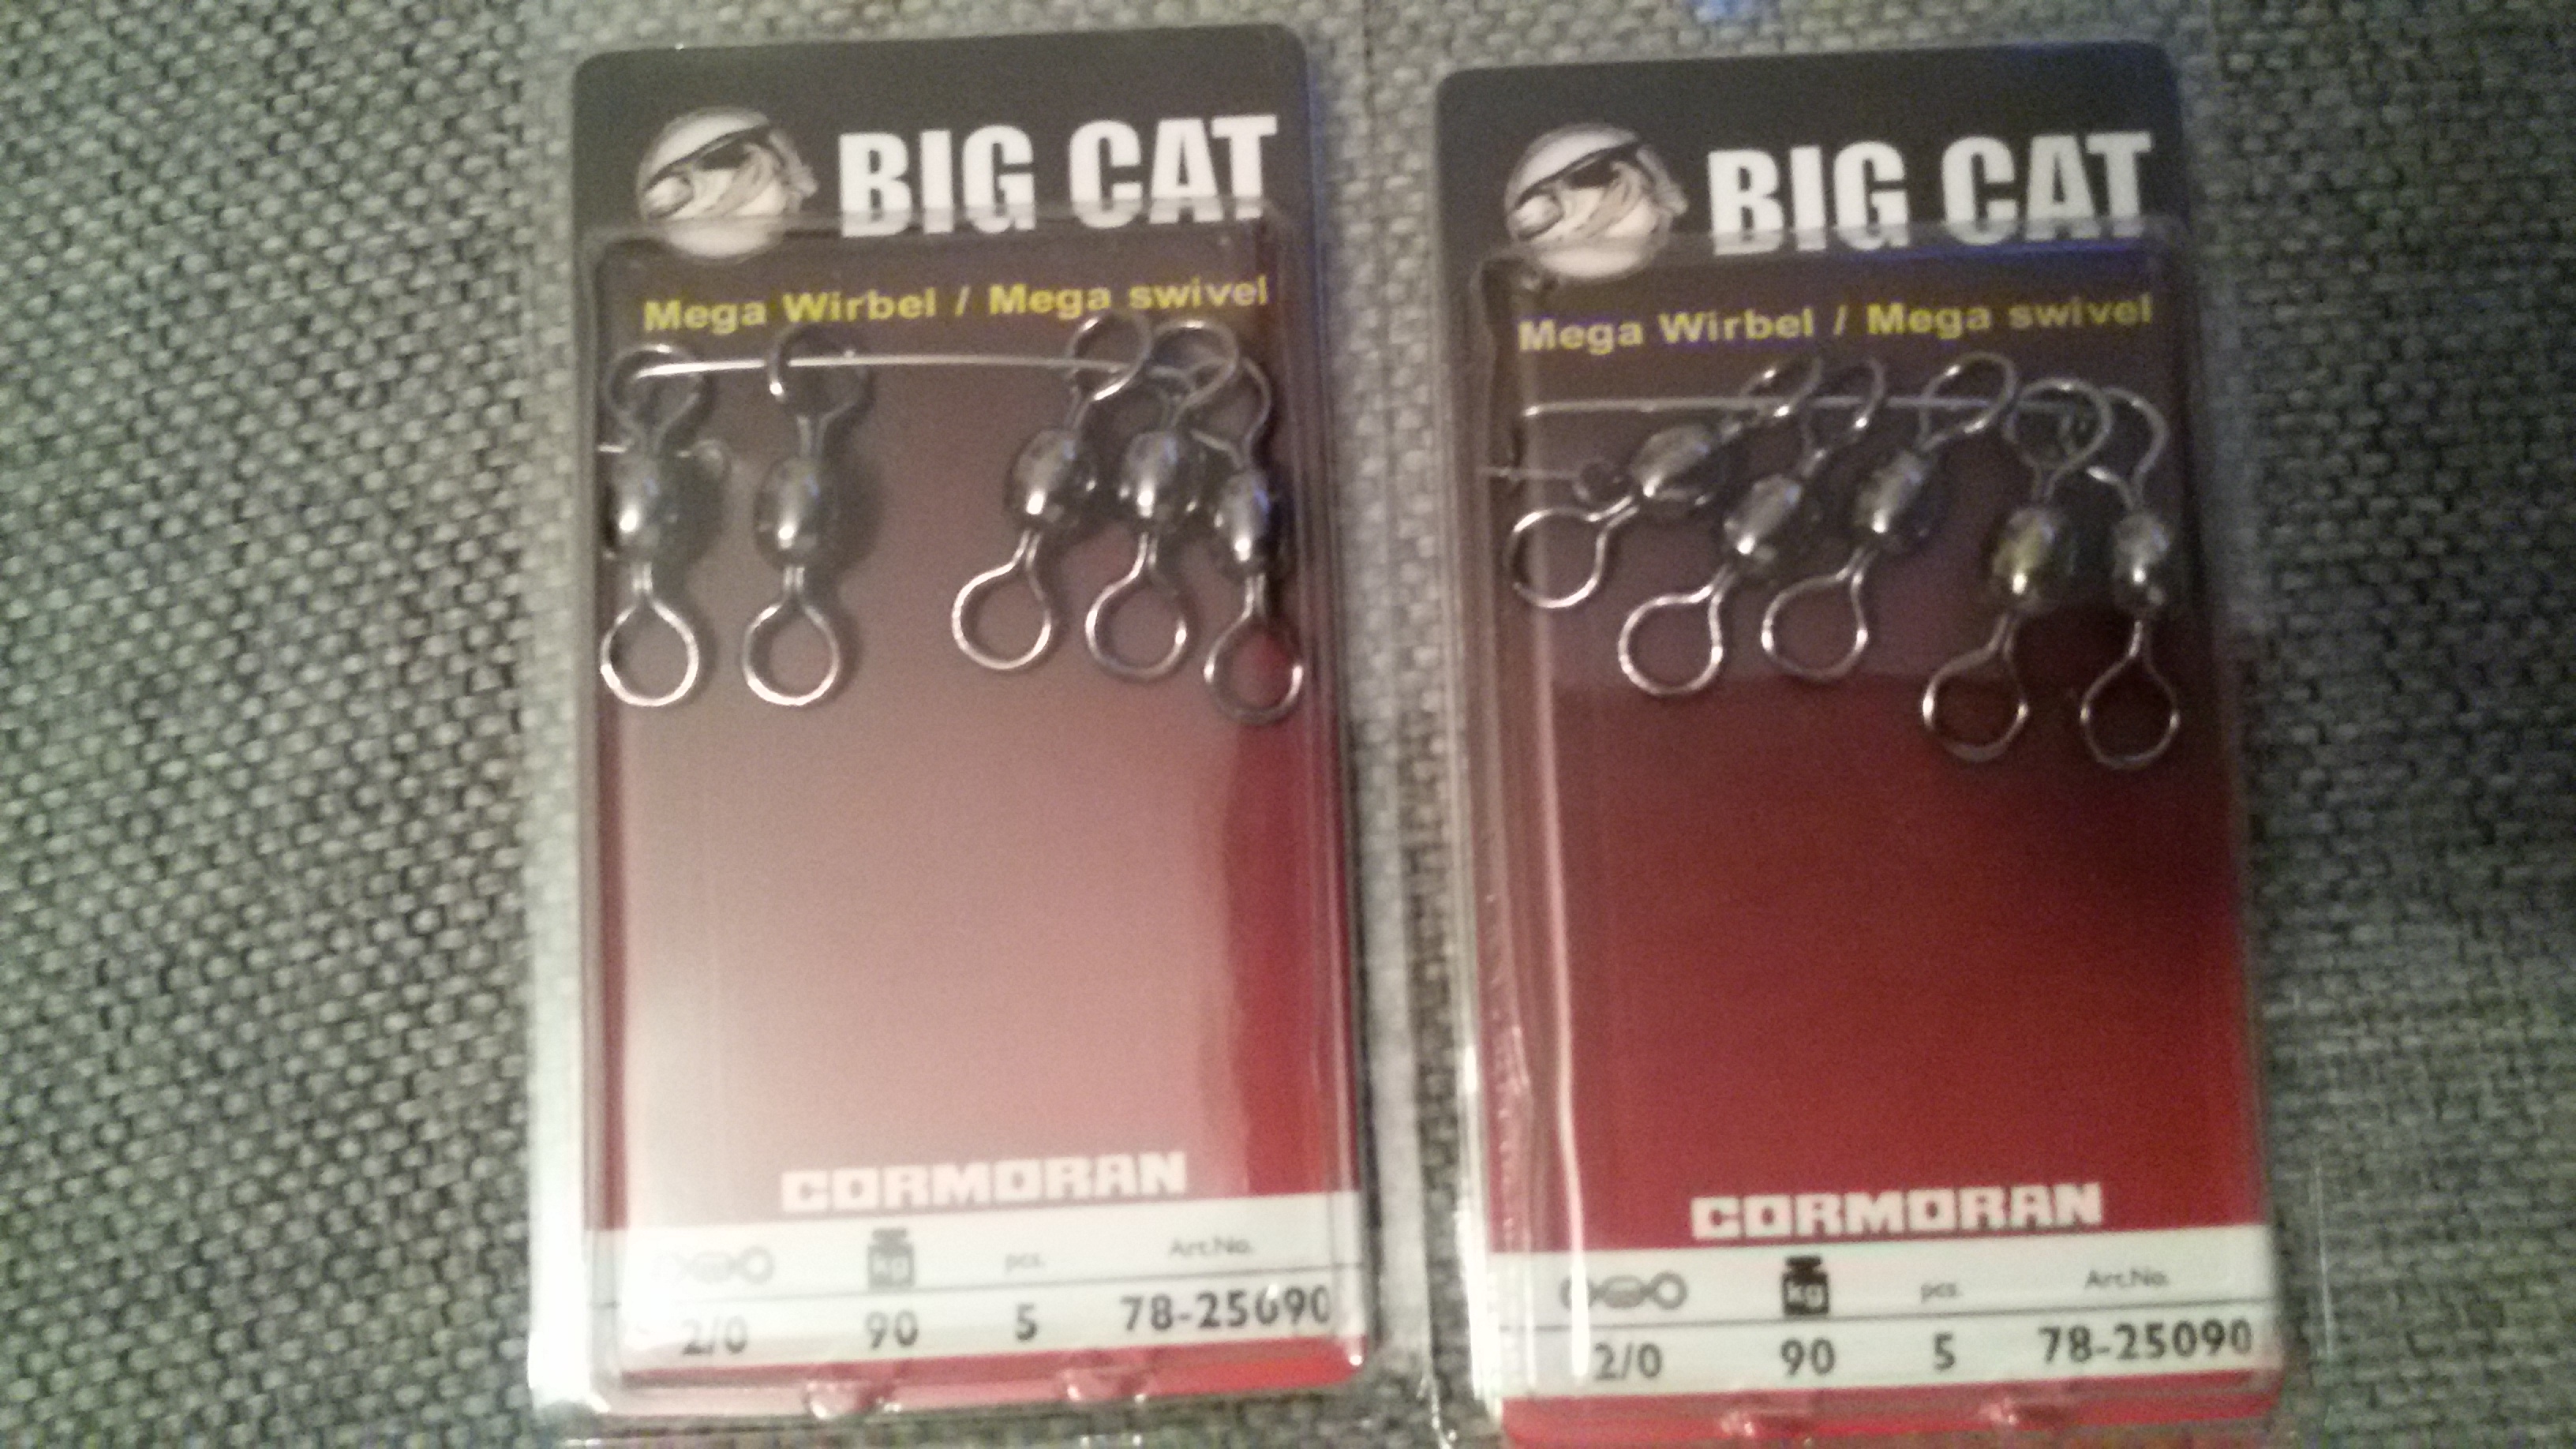 BIG CAT
Mega Wirbel / Mega swivel
CORMORAN
kg pcs. Art.No.
2/0 90 5 78-25090
BIG CAT
Mega Wirbel / Mega swivel
CORMORAN
kg pcs. Art.No.
2/0 90 5 78-25090